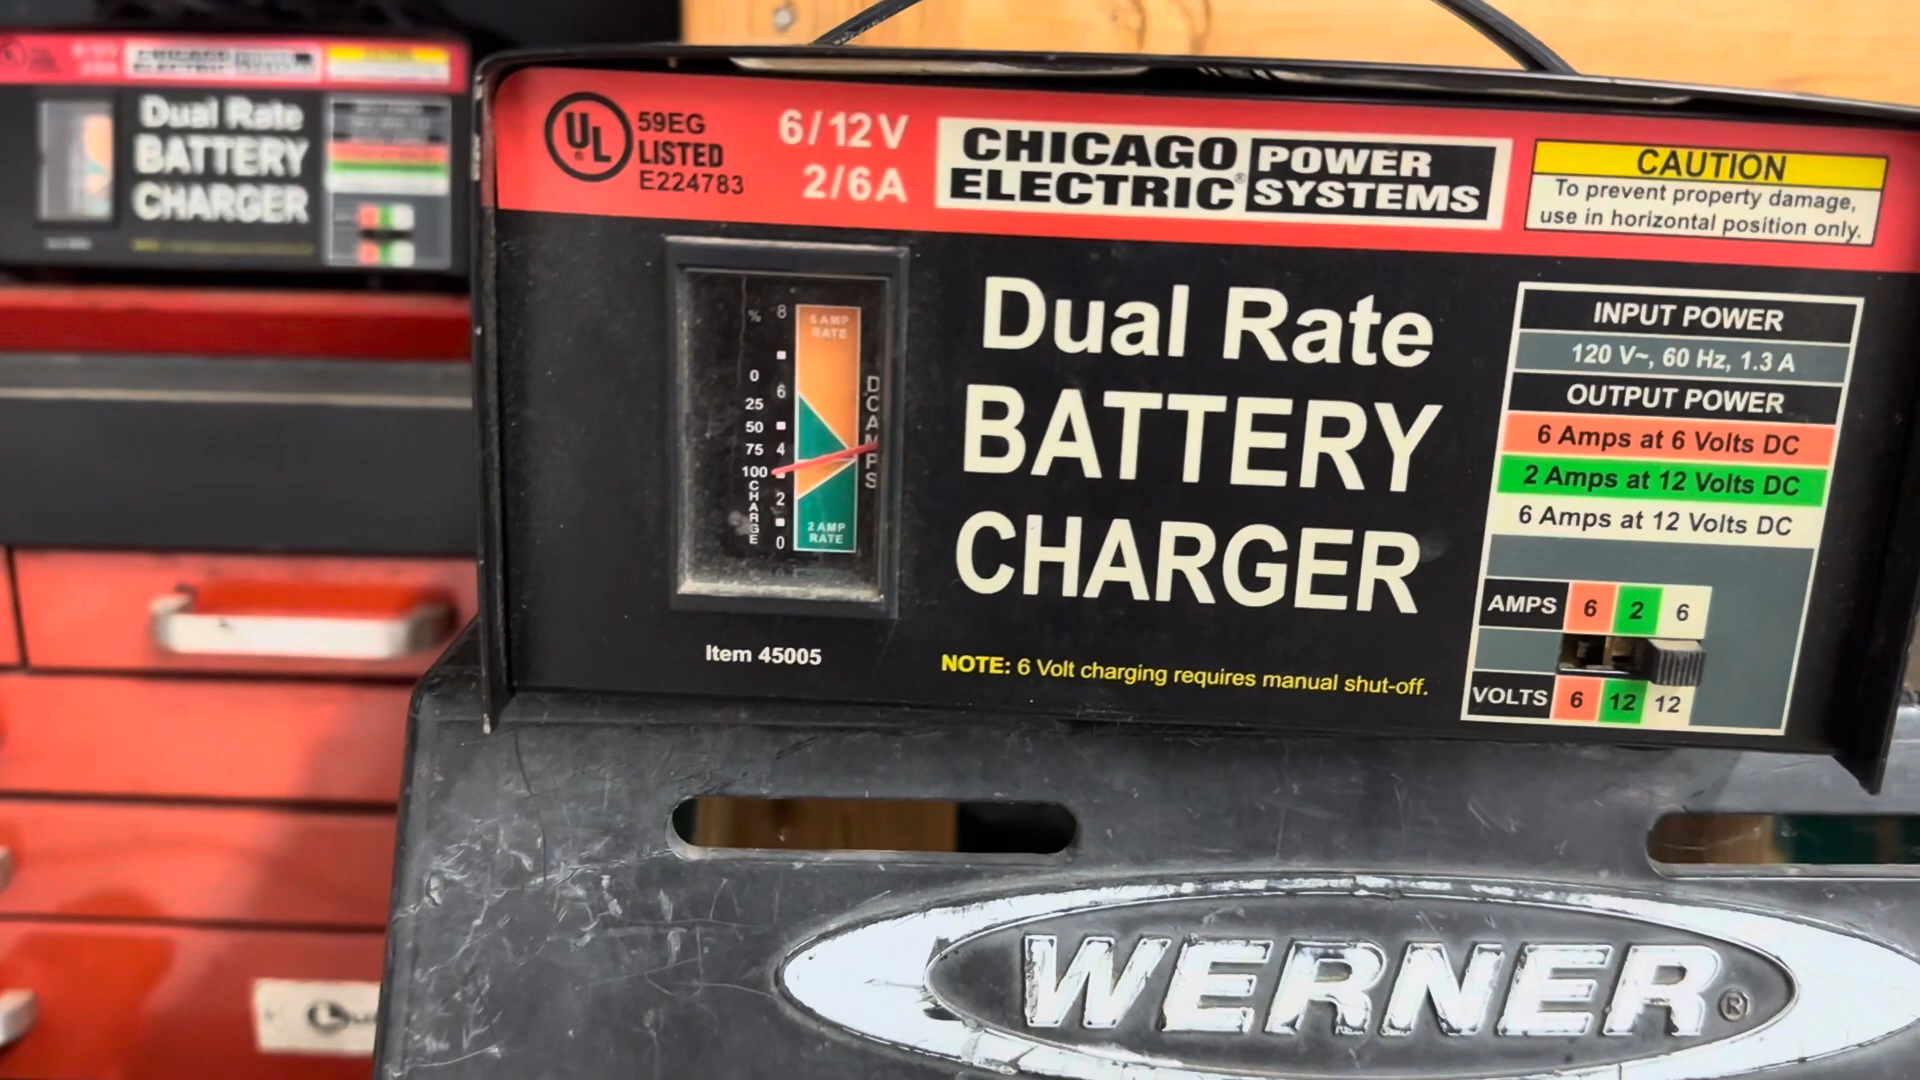 Dual Rate
BATTERY
CHARGER
UL
®
59EG
LISTED
E224783
6/12V
2/6A
CHICAGO
ELECTRIC®
POWER
SYSTEMS
CAUTION
To prevent property damage,
use in horizontal position only.
% 8
6 AMP
RATE
0
6
25
50
75 4
100
2
0
CHARGE
DC AMPS
2 AMP
RATE
Item 45005
Dual Rate
BATTERY
CHARGER
NOTE: 6 Volt charging requires manual shut-off.
INPUT POWER
120 V~, 60 Hz, 1.3 A
OUTPUT POWER
6 Amps at 6 Volts DC
2 Amps at 12 Volts DC
6 Amps at 12 Volts DC
AMPS 6 2 6
VOLTS 6 12 12
WERNER®